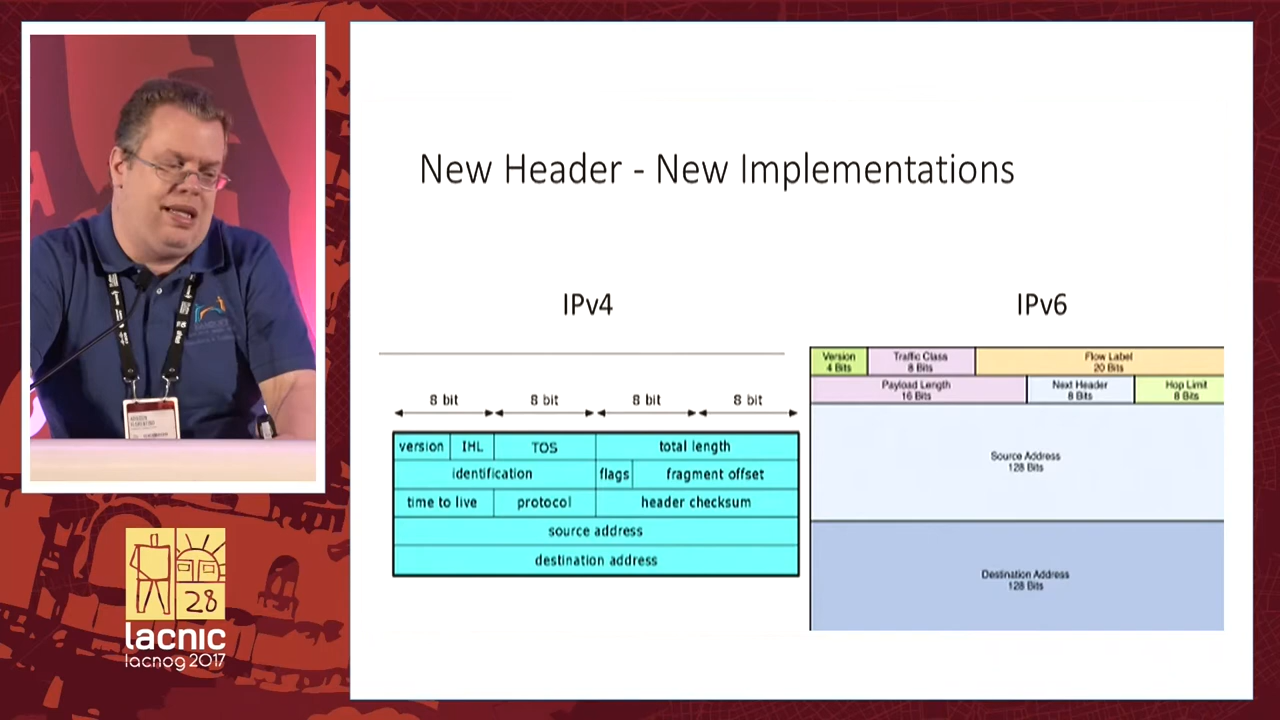 New Header - New Implementations
IPv4
IPv6
8 bit 8 bit 8 bit 8 bit
version IHL TOS total length
identification flags fragment offset
time to live protocol header checksum
source address
destination address
Version
4 Bits
Traffic Class
8 Bits
Flow Label
20 Bits
Payload Length
16 Bits
Next Header
8 Bits
Hop Limit
8 Bits
Source Address
128 Bits
Destination Address
128 Bits
28
lacnic
lacnog 2017